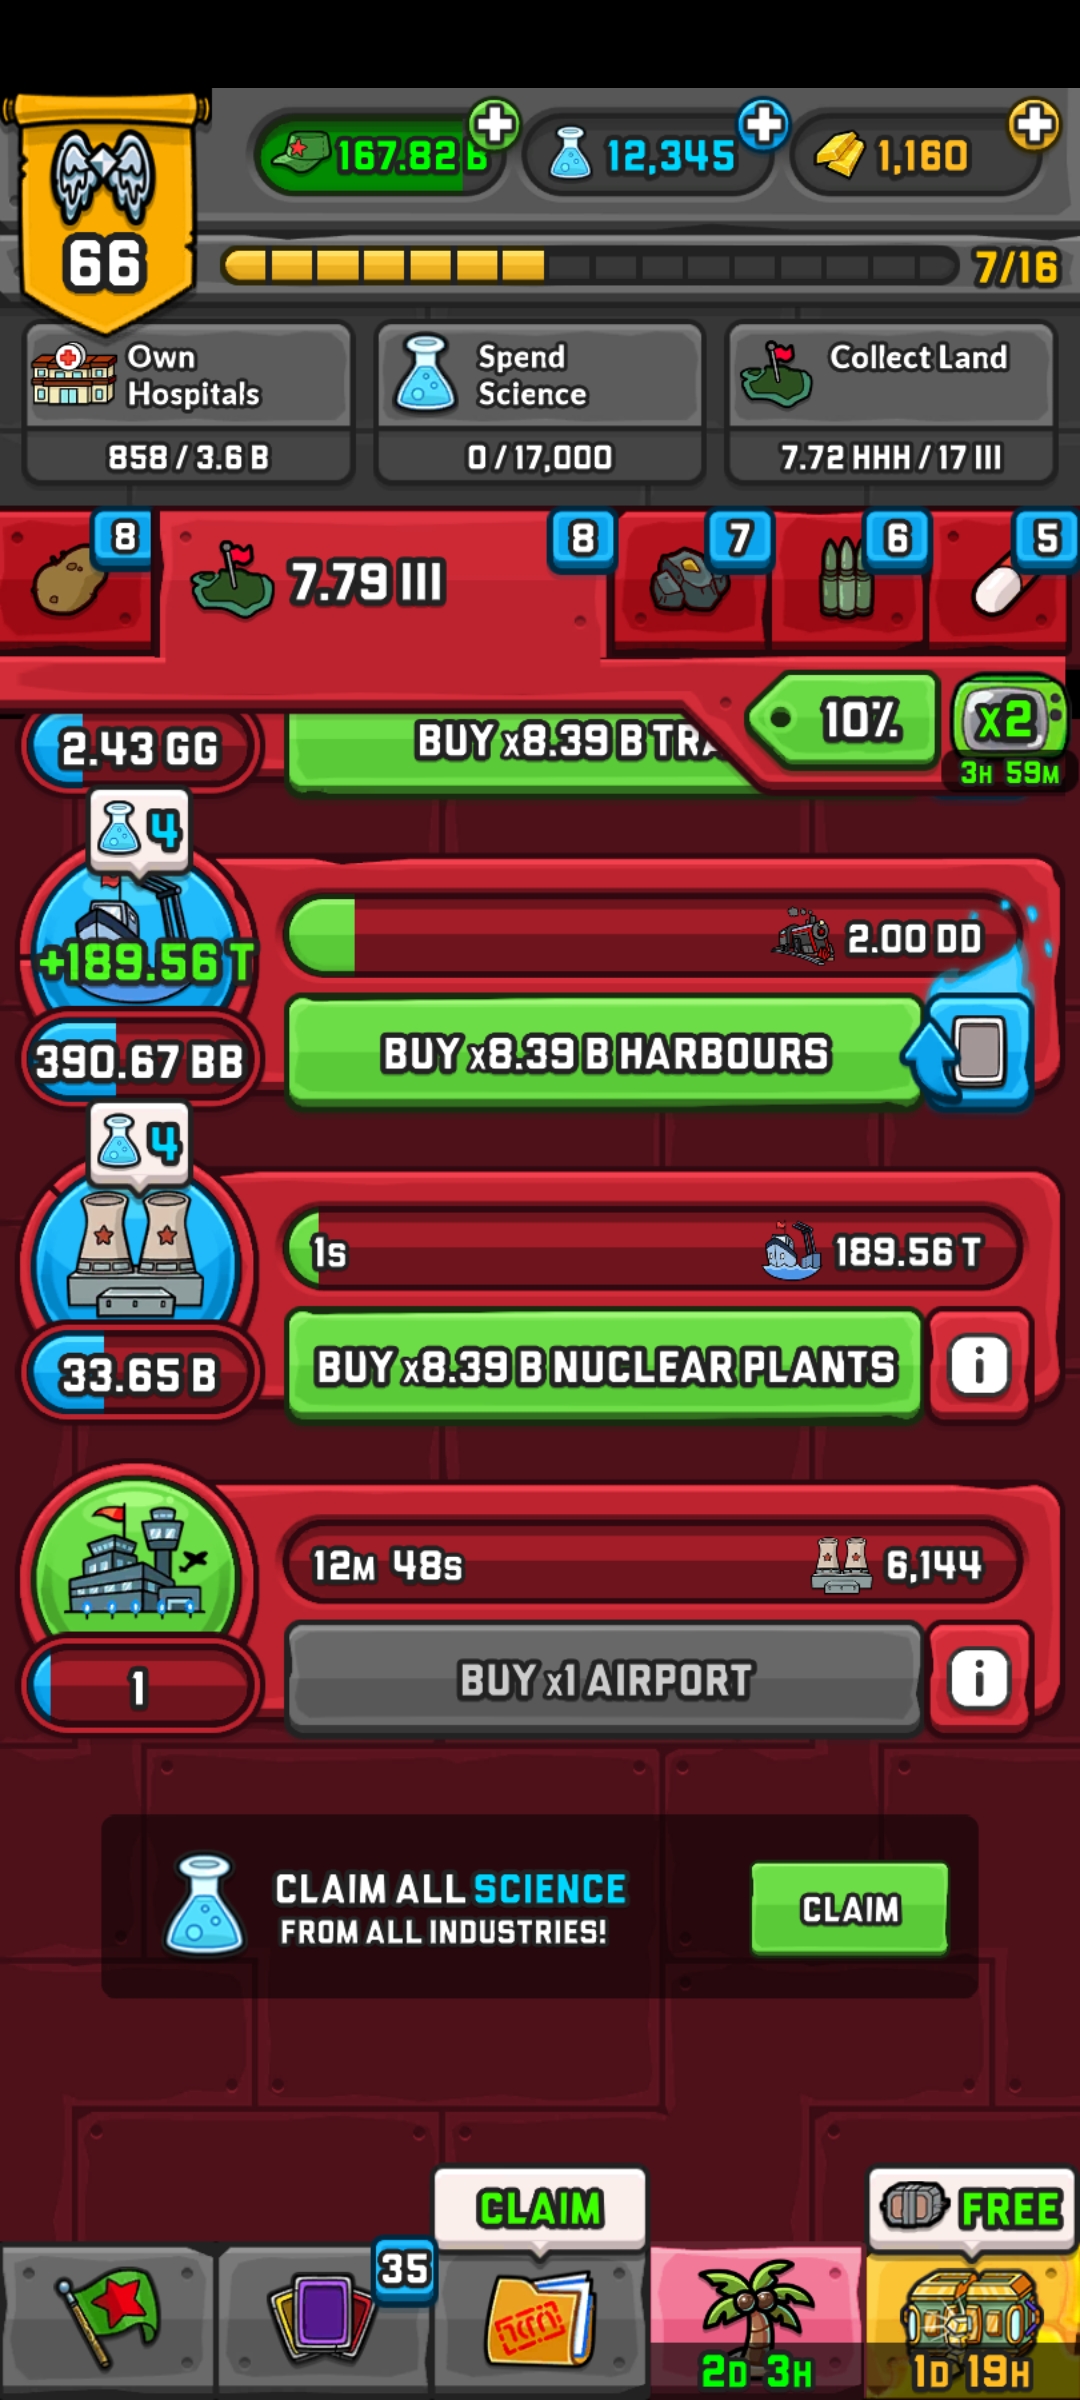 167.82 B
12,345
1,160
66
7/16
Own
Hospitals
858 / 3.6 B
Spend
Science
0 / 17,000
Collect Land
7.72 HHH / 17 III
8
7.79 III
8
7
6
5
10%
x2
3H 59M
2.43 GG
BUY x8.39 B TRA
4
+189.56 T
2.00 DD
390.67 BB
BUY x8.39 B HARBOURS
4
1S
189.56 T
33.65 B
BUY x8.39 B NUCLEAR PLANTS
i
12M 48S
6,144
1
BUY x1 AIRPORT
i
CLAIM ALL SCIENCE
FROM ALL INDUSTRIES!
CLAIM
CLAIM
FREE
35
2D 3H
1D 19H